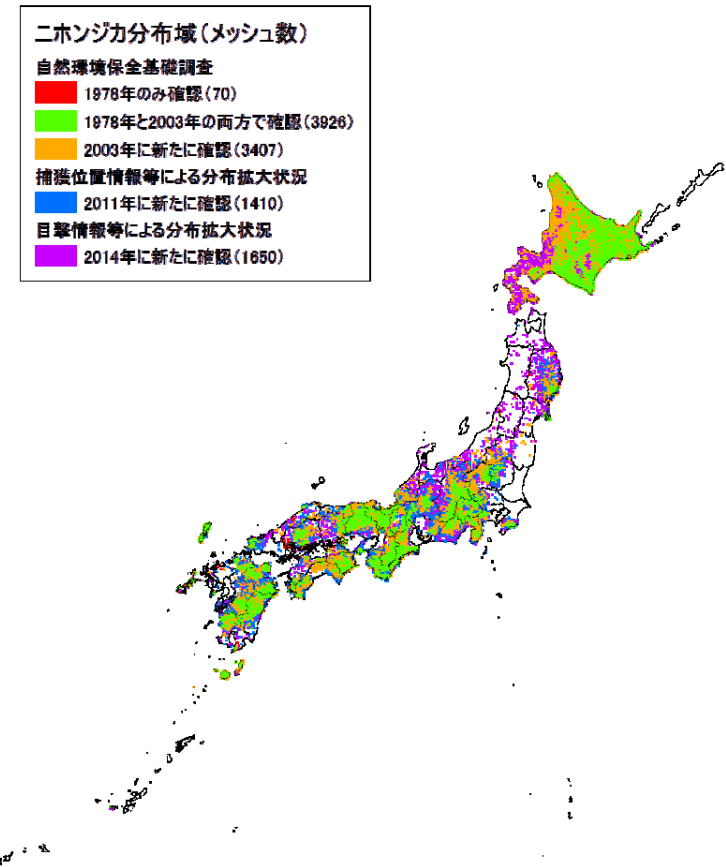 ニホンジカ分布域(メッシュ数)
自然環境保全基礎調査
1978年のみ確認(70)
1978年と2003年の両方で確認(3926)
2003年に新たに確認(3407)
捕獲位置情報等による分布拡大状況
2011年に新たに確認(1410)
目撃情報等による分布拡大状況
2014年に新たに確認(1650)